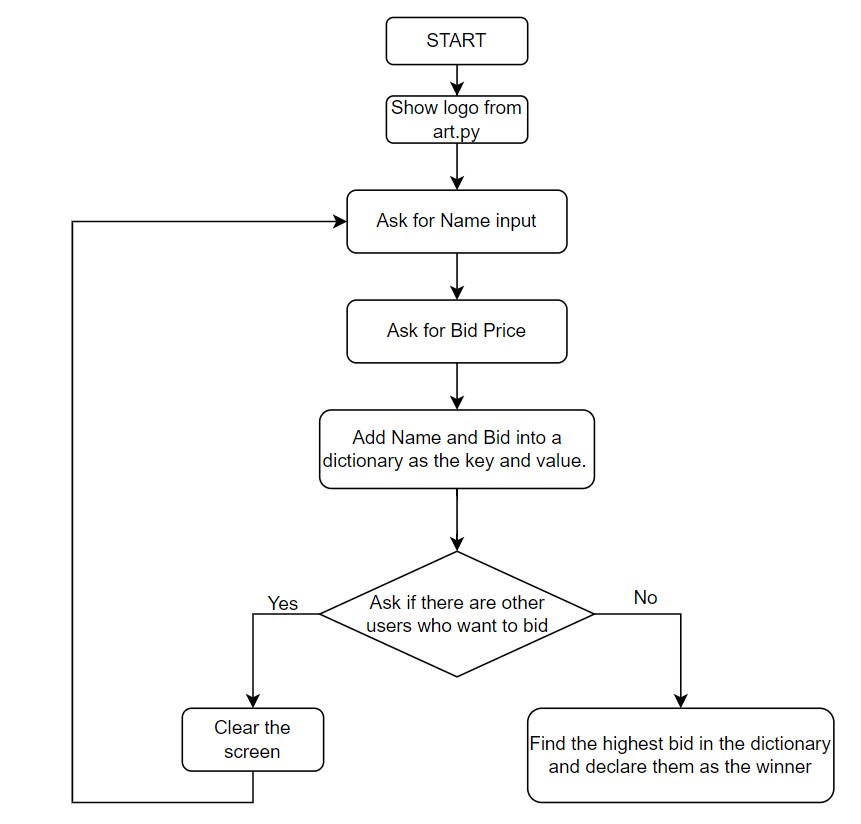 START
Show logo from
art.py
Ask for Name input
Ask for Bid Price
Add Name and Bid into a
dictionary as the key and value.
Ask if there are other
users who want to bid
Yes
No
Clear the
screen
Find the highest bid in the dictionary
and declare them as the winner